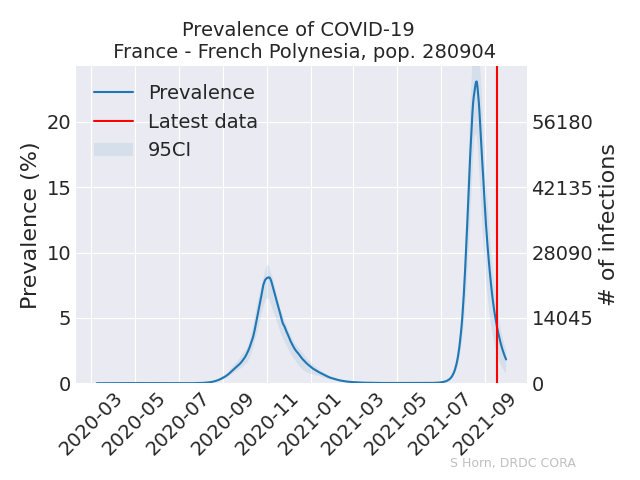 Prevalence of COVID-19
France - French Polynesia, pop. 280904
Prevalence
Latest data
95CI
Prevalence (%)
20
15
10
5
0
56180
42135
28090
14045
0
# of infections
2020-03
2020-05
2020-07
2020-09
2020-11
2021-01
2021-03
2021-05
2021-07
2021-09
S Horn, DRDC CORA